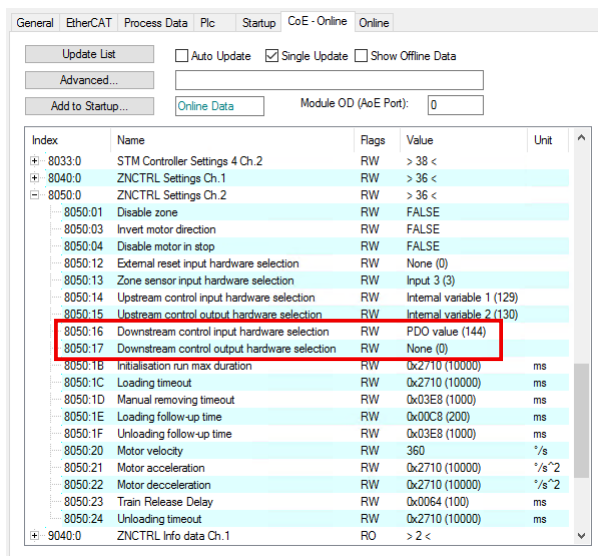 General EtherCAT Process Data Plc Startup CoE - Online Online
Update List Auto Update Single Update Show Offline Data
Advanced...
Add to Startup... Online Data Module OD (AoE Port): 0
Index Name Flags Value Unit
8033:0 STM Controller Settings 4 Ch.2 RW > 38 <
8040:0 ZNCTRL Settings Ch.1 RW > 36 <
8050:0 ZNCTRL Settings Ch.2 RW > 36 <
8050:01 Disable zone RW FALSE
8050:03 Invert motor direction RW FALSE
8050:04 Disable motor in stop RW FALSE
8050:12 External reset input hardware selection RW None (0)
8050:13 Zone sensor input hardware selection RW Input 3 (3)
8050:14 Upstream control input hardware selection RW Internal variable 1 (129)
8050:15 Upstream control output hardware selection RW Internal variable 2 (130)
8050:16 Downstream control input hardware selection RW PDO value (144)
8050:17 Downstream control output hardware selection RW None (0)
8050:1B Initialisation run max duration RW 0x2710 (10000) ms
8050:1C Loading timeout RW 0x2710 (10000) ms
8050:1D Manual removing timeout RW 0x03E8 (1000) ms
8050:1E Loading follow-up time RW 0x00C8 (200) ms
8050:1F Unloading follow-up time RW 0x03E8 (1000) ms
8050:20 Motor velocity RW 360 °/s
8050:21 Motor acceleration RW 0x2710 (10000) °/s^2
8050:22 Motor decceleration RW 0x2710 (10000) °/s^2
8050:23 Train Release Delay RW 0x0064 (100) ms
8050:24 Unloading timeout RW 0x2710 (10000) ms
9040:0 ZNCTRL Info data Ch.1 RO > 2 <